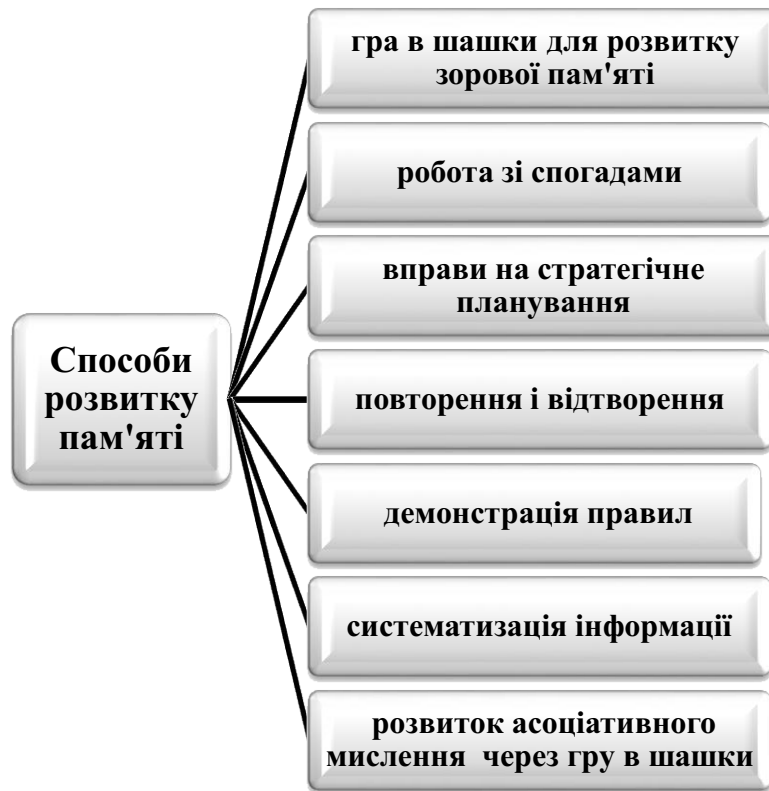 гра в шашки для розвитку
зорової пам'яті
робота зі спогадами
вправи на стратегічне
планування
Способи
розвитку
пам'яті
повторення і відтворення
демонстрація правил
систематизація інформації
розвиток асоціативного
мислення через гру в шашки